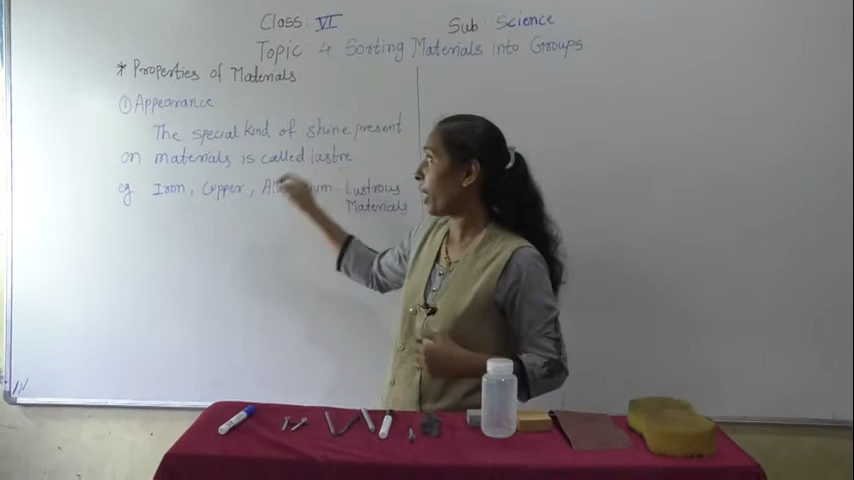 Class: VI Sub: Science
Topic 4 Sorting Materials into Groups
* Properties of Materials
① Appearance
The special kind of shine present
on materials is called lustre
eg Iron, Copper, - Lustrous
Materials